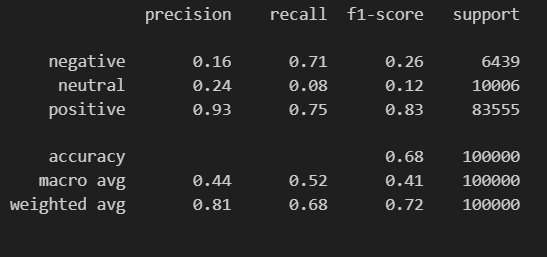 precision recall f1-score support
negative 0.16 0.71 0.26 6439
neutral 0.24 0.08 0.12 10006
positive 0.93 0.75 0.83 83555
accuracy 0.68 100000
macro avg 0.44 0.52 0.41 100000
weighted avg 0.81 0.68 0.72 100000